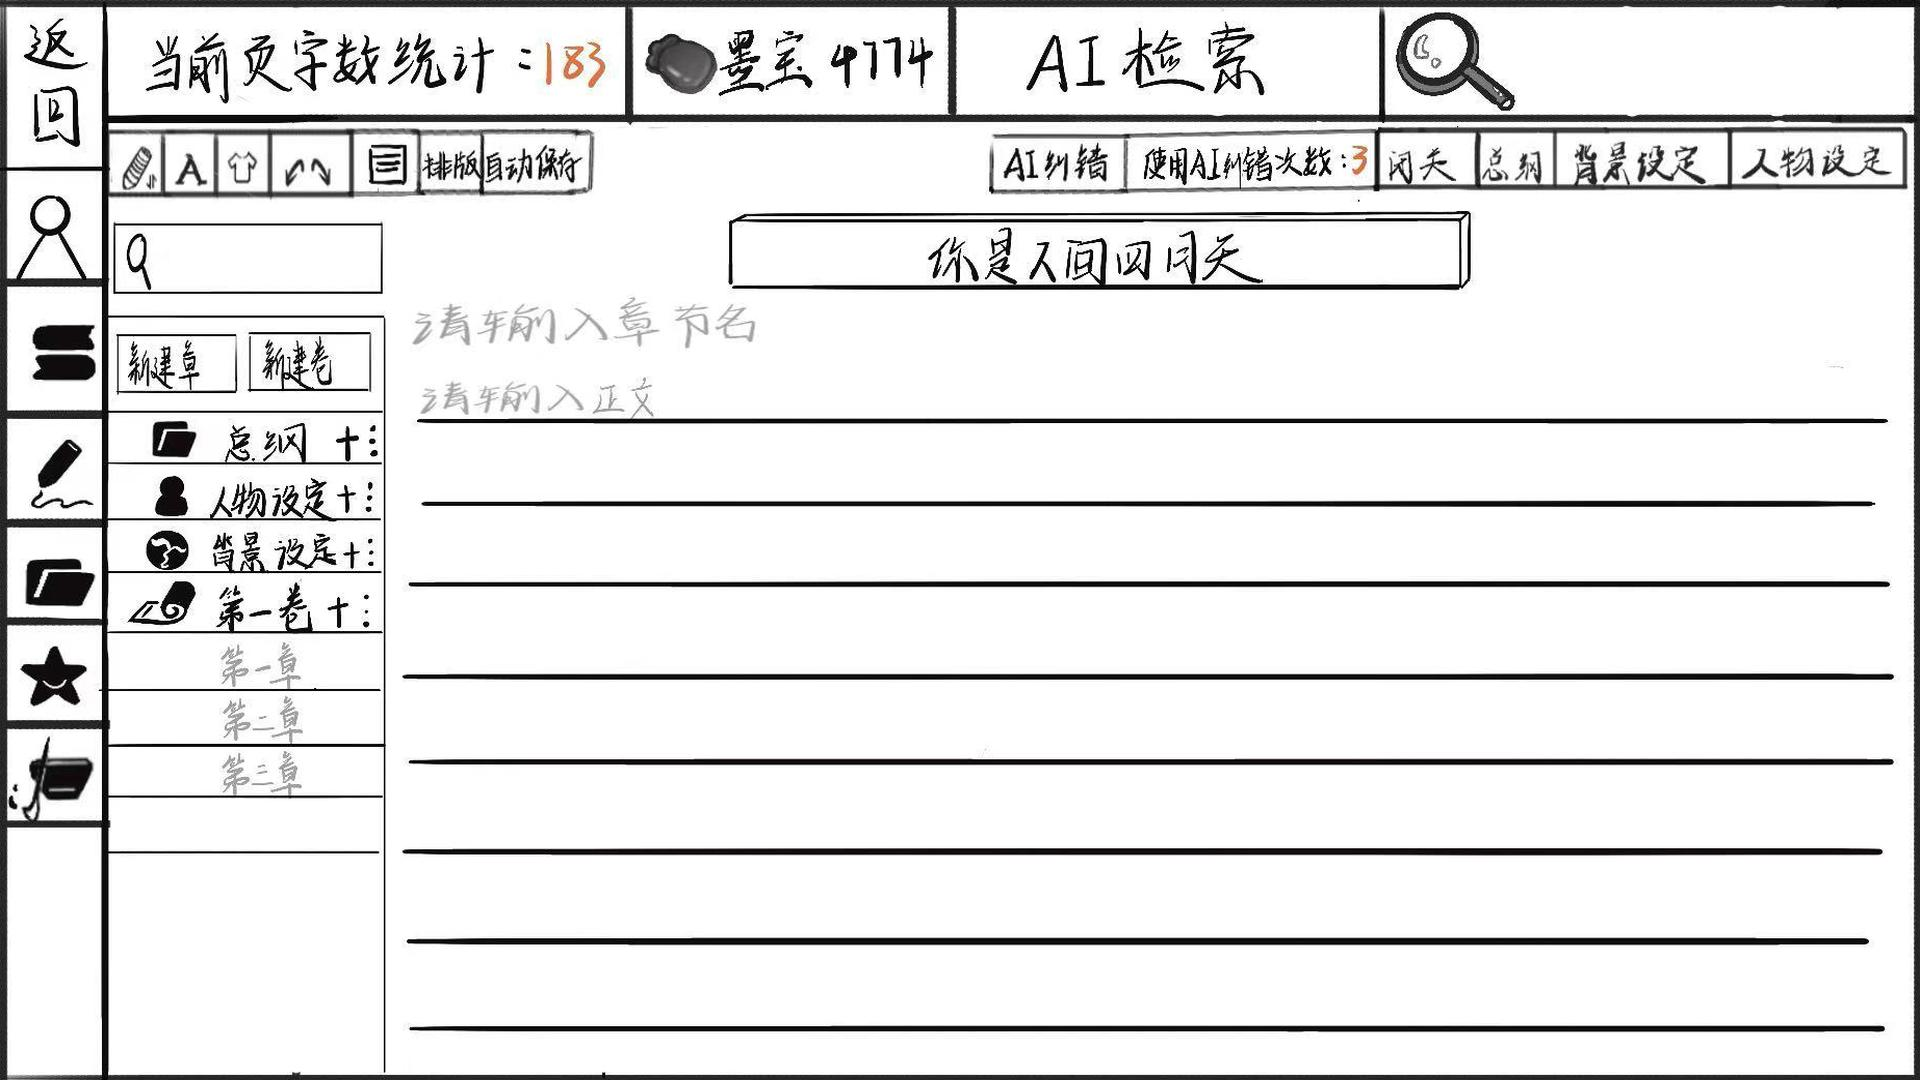 返回
当前页字数统计:183
墨宝 4774
AI 检索
A
排版
自动保存
AI纠错
使用AI纠错次数:3
闭关
总纲
背景设定
人物设定
你是人间四月天
请输入章节名
新建章
新建卷
请输入正文
总纲 +
人物设定 +
背景设定 +
第一卷 +
第一章
第二章
第三章